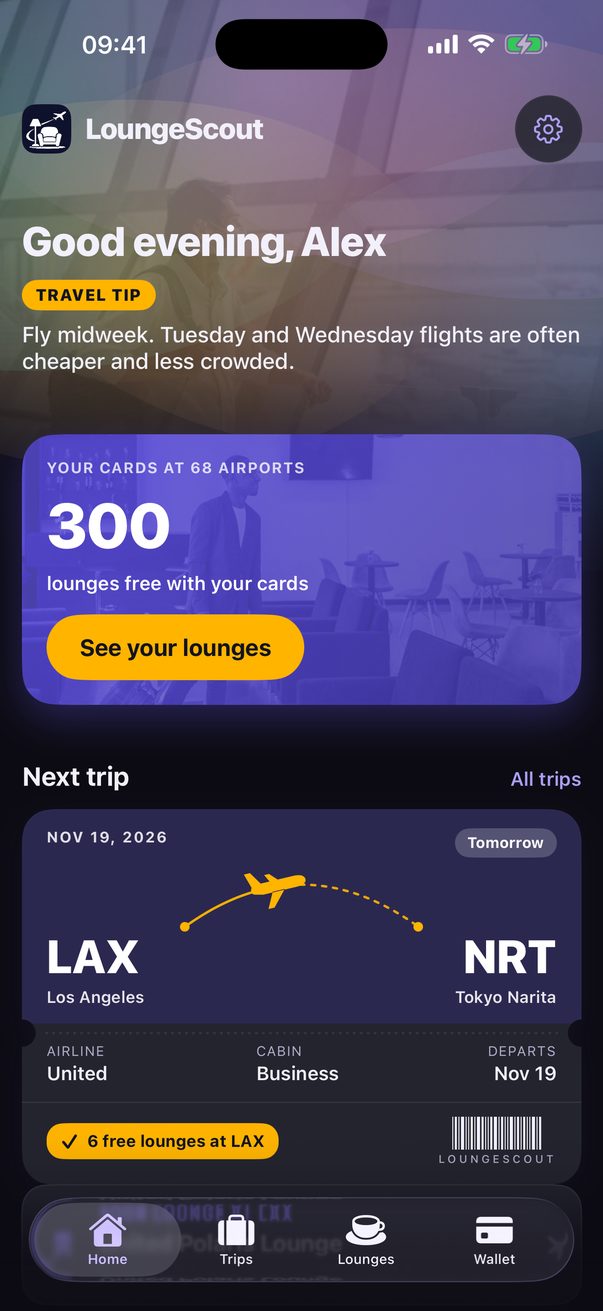 09:41
LoungeScout
Good evening, Alex
TRAVEL TIP
Fly midweek. Tuesday and Wednesday flights are often
cheaper and less crowded.
YOUR CARDS AT 68 AIRPORTS
300
lounges free with your cards
See your lounges
Next trip
All trips
NOV 19, 2026
Tomorrow
LAX
NRT
Los Angeles
Tokyo Narita
AIRLINE
CABIN
DEPARTS
United
Business
Nov 19
6 free lounges at LAX
LOUNGESCOUT
Polaris Lounge
Home
Trips
Lounges
Wallet